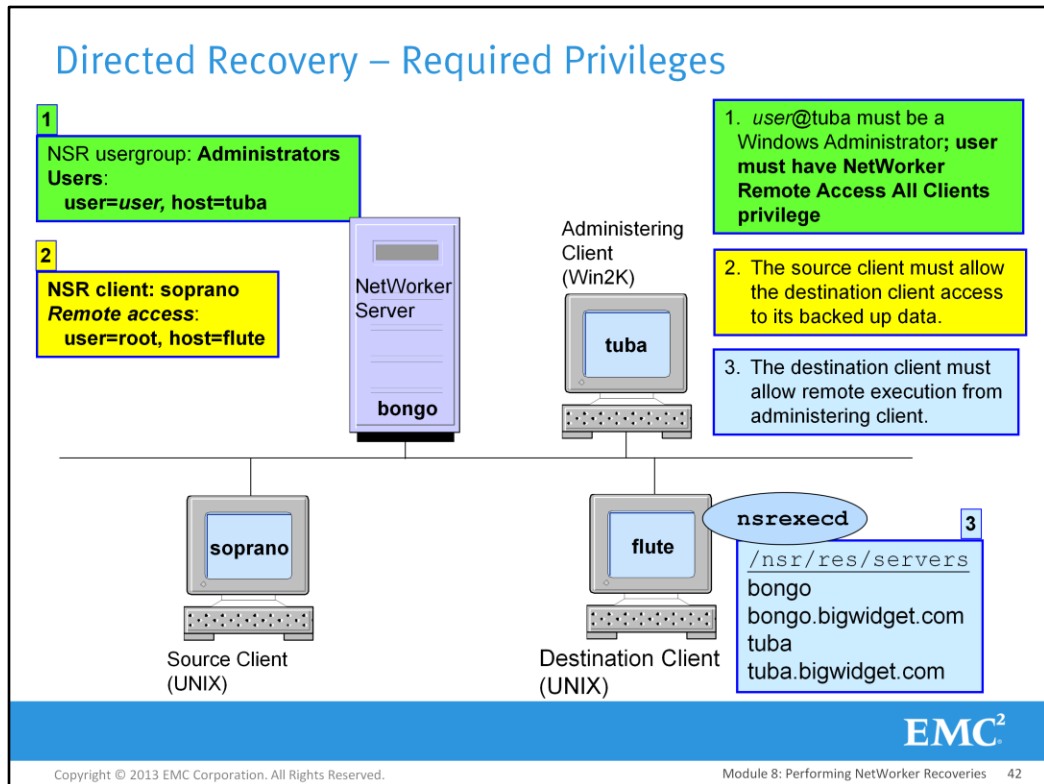 Directed Recovery – Required Privileges
1
NSR usergroup: Administrators
Users:
user=user, host=tuba
2
NSR client: soprano
Remote access:
user=root, host=flute
NetWorker
Server
bongo
Administering
Client
(Win2K)
tuba
1. user@tuba must be a
Windows Administrator; user
must have NetWorker
Remote Access All Clients
privilege
2. The source client must allow
the destination client access
to its backed up data.
3. The destination client must
allow remote execution from
administering client.
soprano
Source Client
(UNIX)
flute
Destination Client
(UNIX)
nsrexecd
3
/nsr/res/servers
bongo
bongo.bigwidget.com
tuba
tuba.bigwidget.com
EMC²
Copyright © 2013 EMC Corporation. All Rights Reserved.
Module 8: Performing NetWorker Recoveries 42